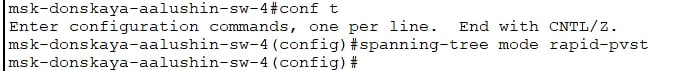 msk-donskaya-aalushin-sw-4#conf t
Enter configuration commands, one per line.  End with CNTL/Z.
msk-donskaya-aalushin-sw-4(config)#spanning-tree mode rapid-pvst
msk-donskaya-aalushin-sw-4(config)#